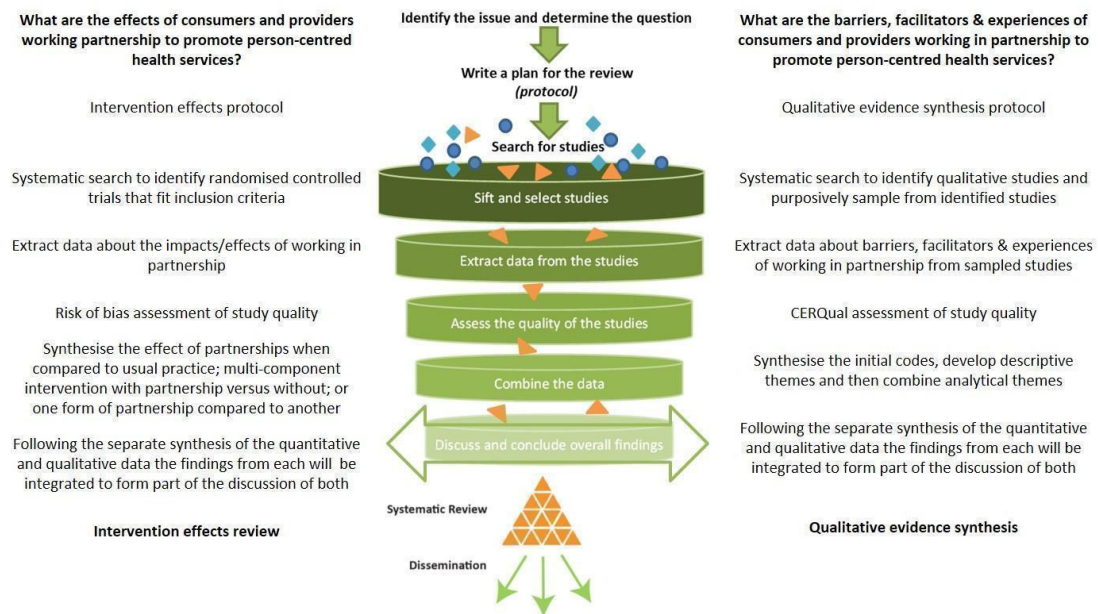 What are the effects of consumers and providers
working partnership to promote person-centred
health services?
Intervention effects protocol
Systematic search to identify randomised controlled
trials that fit inclusion criteria
Extract data about the impacts/effects of working in
partnership
Risk of bias assessment of study quality
Synthesise the effect of partnerships when
compared to usual practice; multi-component
intervention with partnership versus without; or
one form of partnership compared to another
Following the separate synthesis of the quantitative
and qualitative data the findings from each will be
integrated to form part of the discussion of both
Intervention effects review
Identify the issue and determine the question
Write a plan for the review
(protocol)
Search for studies
Sift and select studies
Extract data from the studies
Assess the quality of the studies
Combine the data
Discuss and conclude overall findings
Systematic Review
Dissemination
What are the barriers, facilitators & experiences of
consumers and providers working in partnership to
promote person-centred health services?
Qualitative evidence synthesis protocol
Systematic search to identify qualitative studies and
purposively sample from identified studies
Extract data about barriers, facilitators & experiences
of working in partnership from sampled studies
CERQual assessment of study quality
Synthesise the initial codes, develop descriptive
themes and then combine analytical themes
Following the separate synthesis of the quantitative
and qualitative data the findings from each will be
integrated to form part of the discussion of both
Qualitative evidence synthesis